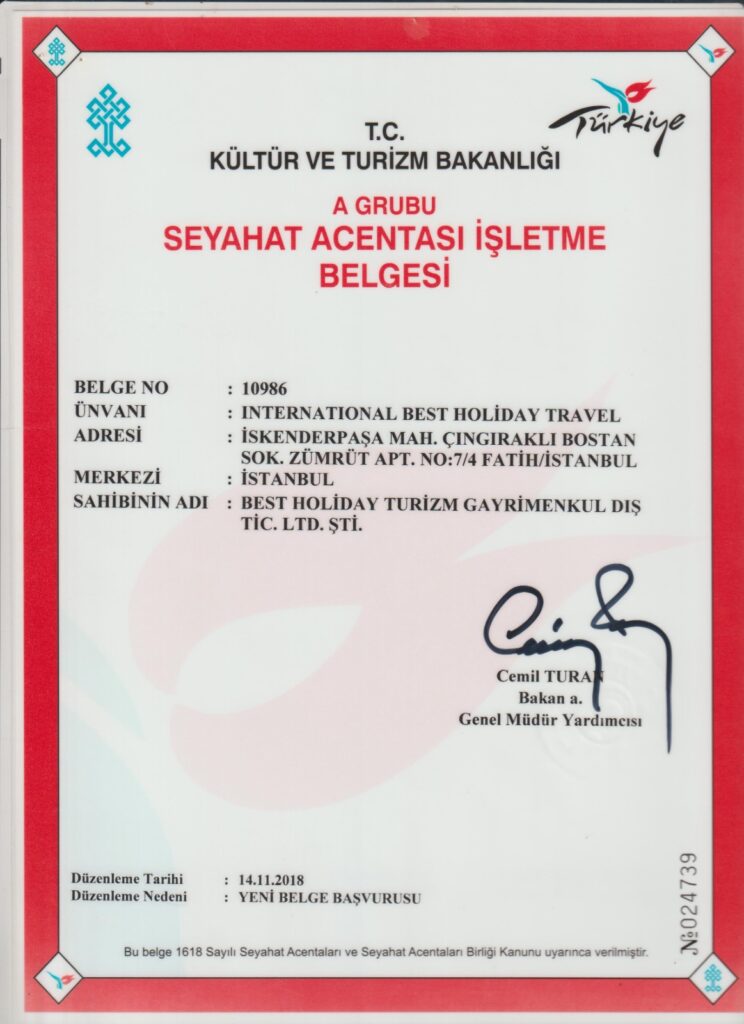 Türkiye
T.C.
KÜLTÜR VE TURİZM BAKANLIĞI
A GRUBU
SEYAHAT ACENTASI İŞLETME
BELGESİ
BELGE NO : 10986
ÜNVANI : INTERNATIONAL BEST HOLİDAY TRAVEL
ADRESİ : İSKENDERPAŞA MAH. ÇINGIRAKLI BOSTAN
SOK. ZÜMRÜT APT. NO:7/4 FATİH/İSTANBUL
MERKEZİ : İSTANBUL
SAHİBİNİN ADI : BEST HOLİDAY TURİZM GAYRİMENKUL DIŞ
TİC. LTD. ŞTİ.
Cemil TURAN
Bakan a.
Genel Müdür Yardımcısı
Düzenleme Tarihi : 14.11.2018
Düzenleme Nedeni : YENİ BELGE BAŞVURUSU
Bu belge 1618 Sayılı Seyahat Acentaları ve Seyahat Acentaları Birliği Kanunu uyarınca verilmiştir.
№024739